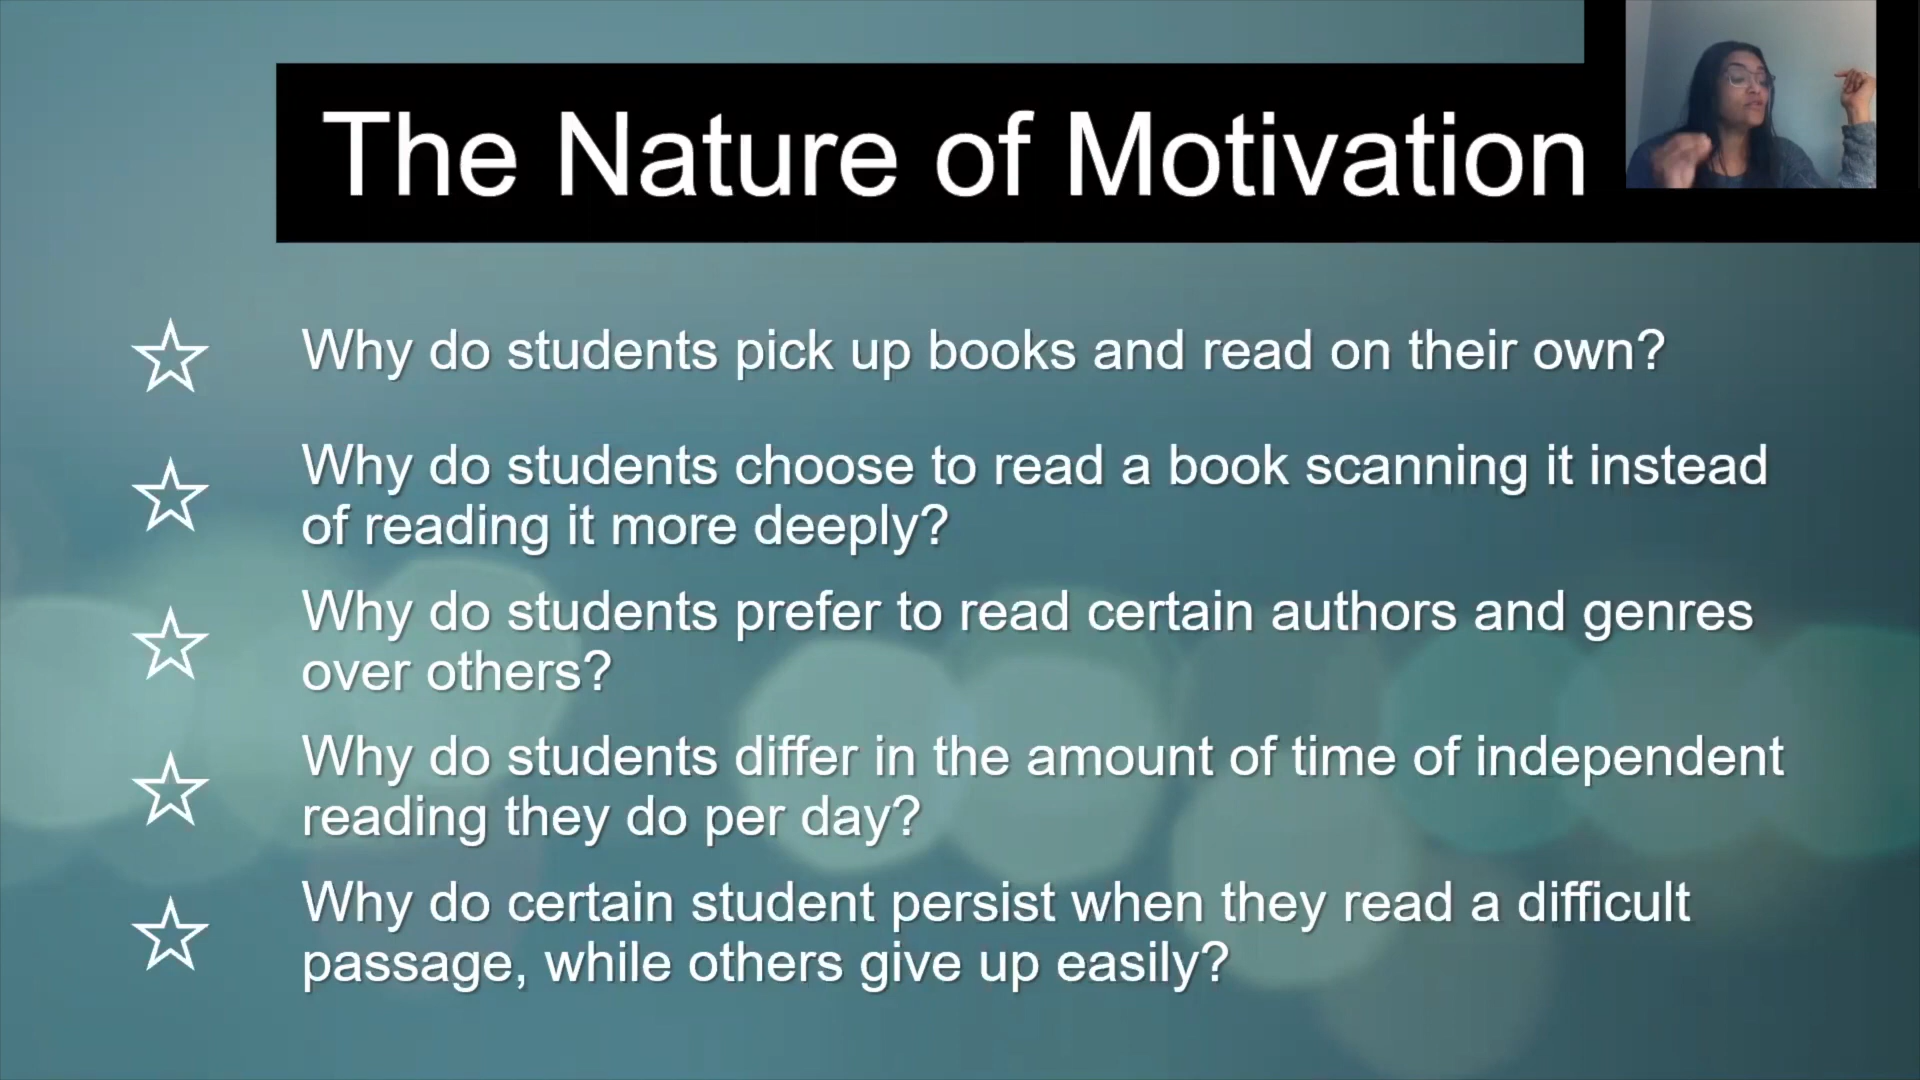 The Nature of Motivation
Why do students pick up books and read on their own?
Why do students choose to read a book scanning it instead
of reading it more deeply?
Why do students prefer to read certain authors and genres
over others?
Why do students differ in the amount of time of independent
reading they do per day?
Why do certain student persist when they read a difficult
passage, while others give up easily?